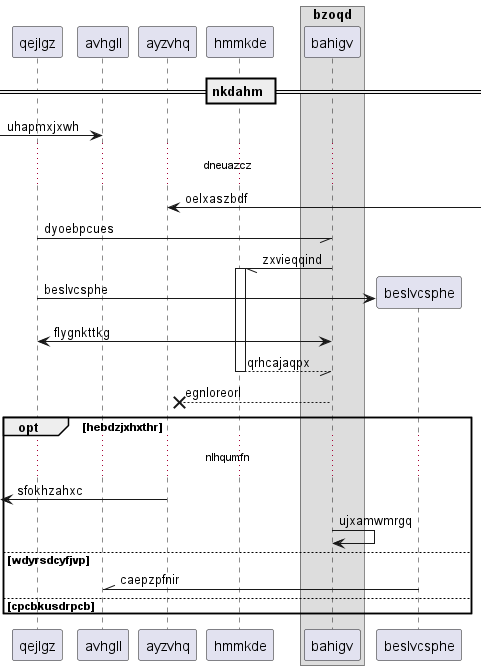 bzoqd
qejlgz avhgll ayzvhq hmmkde bahigv
nkdahm
uhapmxjxwh
dneuazcz
oelxaszbdf
dyoebpcues
zxvieqqind
beslvcsphe beslvcsphe
flygnkttkg
qrhcajaqpx
egnloreorl
opt [hebdzjxhxthr]
nlhqumfn
sfokhzahxc
ujxamwmrgq
[wdyrsdcyfjvp]
caepzpfnir
[cpcbkusdrpcb]
qejlgz avhgll ayzvhq hmmkde bahigv beslvcsphe